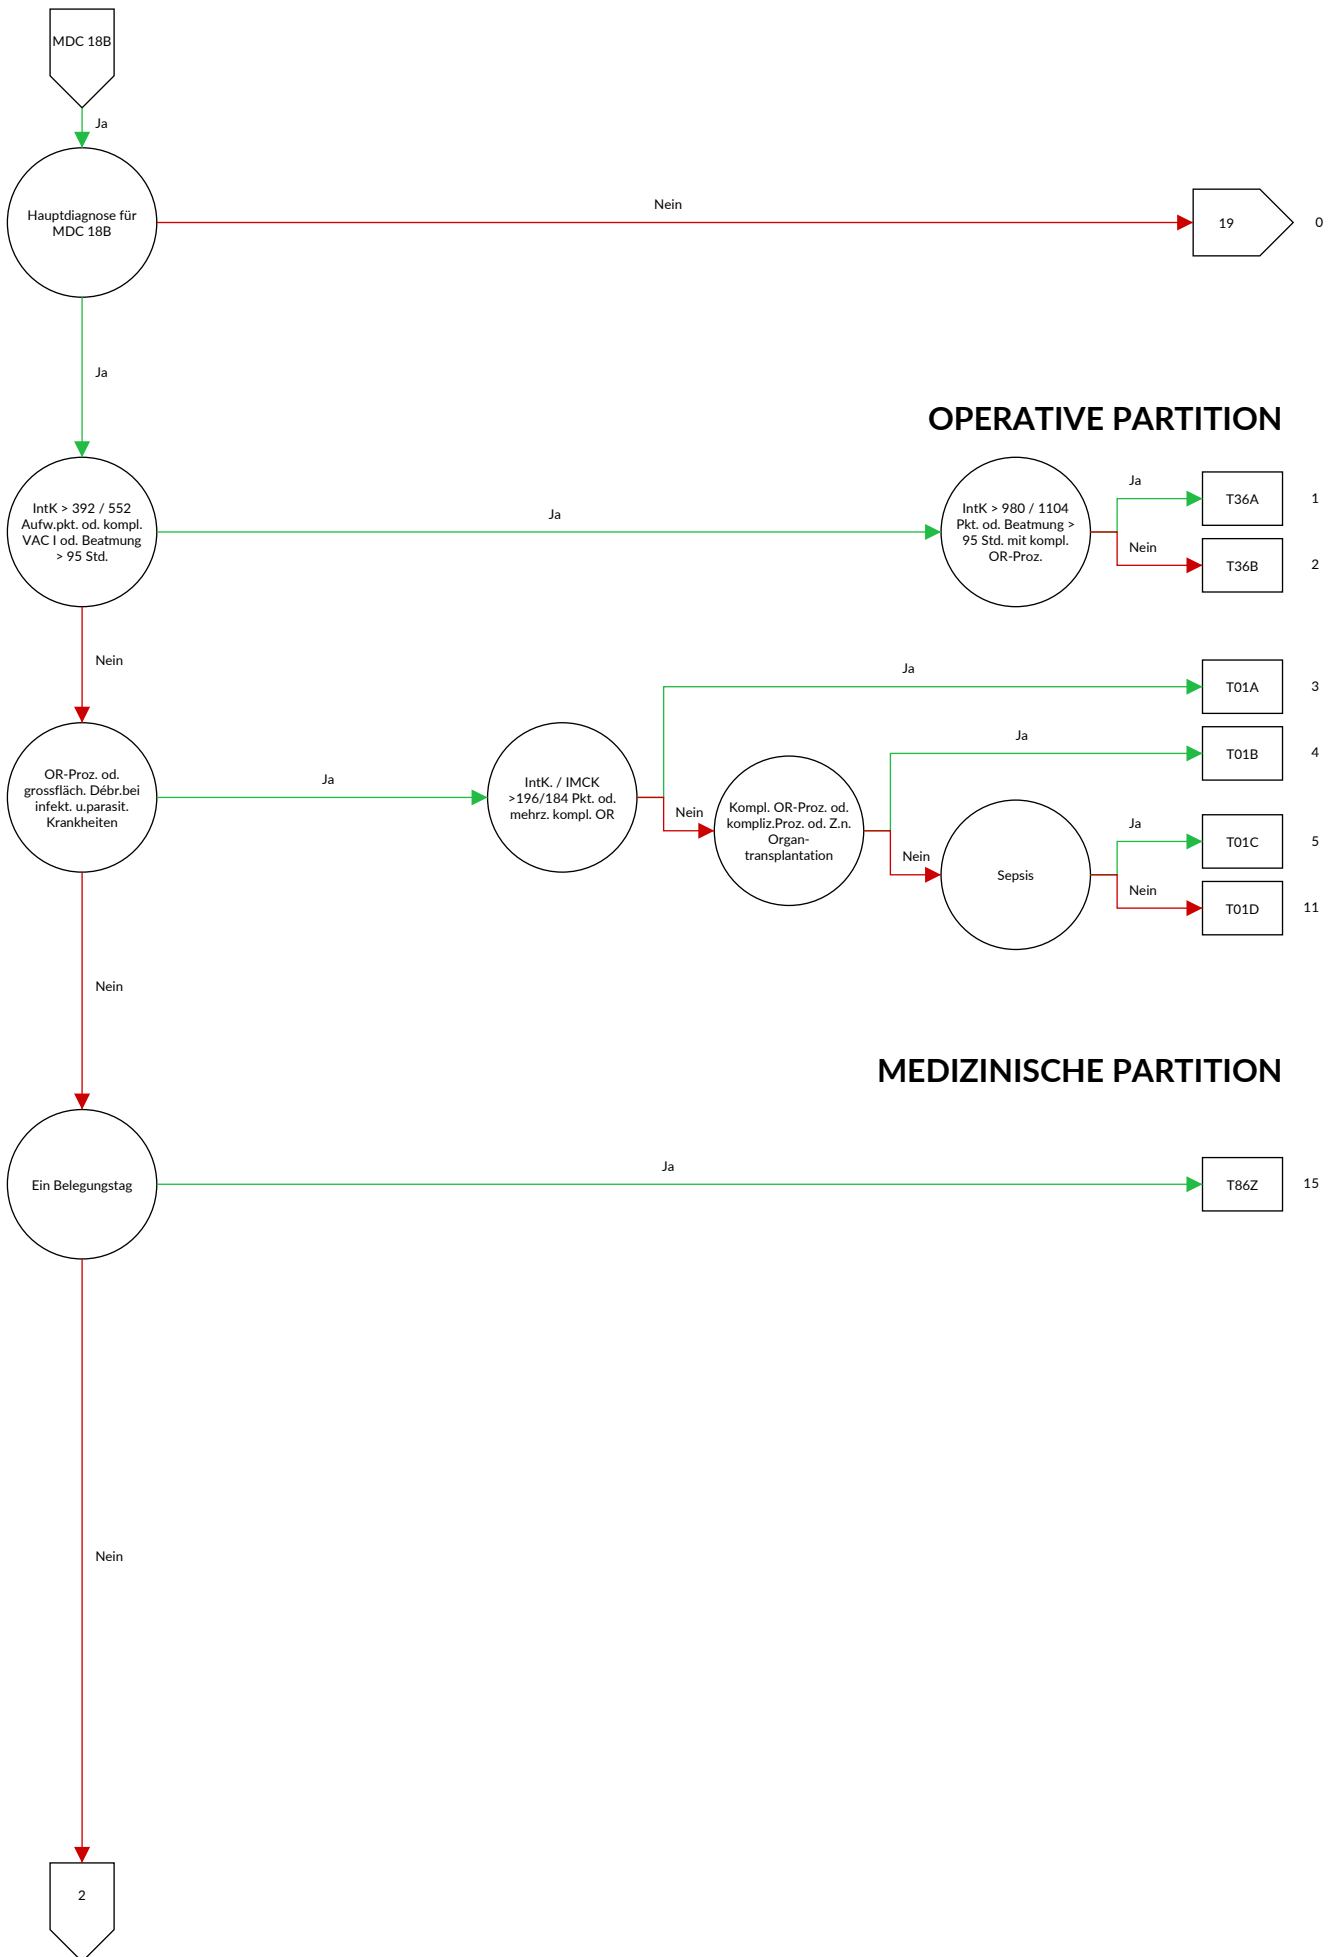 MDC 18B
Ja
Hauptdiagnose für
MDC 18B
Nein
19
0
Ja
OPERATIVE PARTITION
IntK > 392 / 552
Aufw.pkt. od. kompl.
VAC I od. Beatmung
> 95 Std.
Ja
IntK > 980 / 1104
Pkt. od. Beatmung >
95 Std. mit kompl.
OR-Proz.
Ja
T36A
1
Nein
T36B
2
Nein
OR-Proz. od.
grossfläch. Débr.bei
infekt. u.parasit.
Krankheiten
Ja
IntK. / IMCK
>196/184 Pkt. od.
mehrz. kompl. OR
Ja
T01A
3
Nein
Kompl. OR-Proz. od.
kompliz.Proz. od. Z.n.
Organ-
transplantation
Ja
T01B
4
Nein
Sepsis
Ja
T01C
5
Nein
T01D
11
Nein
MEDIZINISCHE PARTITION
Ein Belegungstag
Ja
T86Z
15
Nein
2